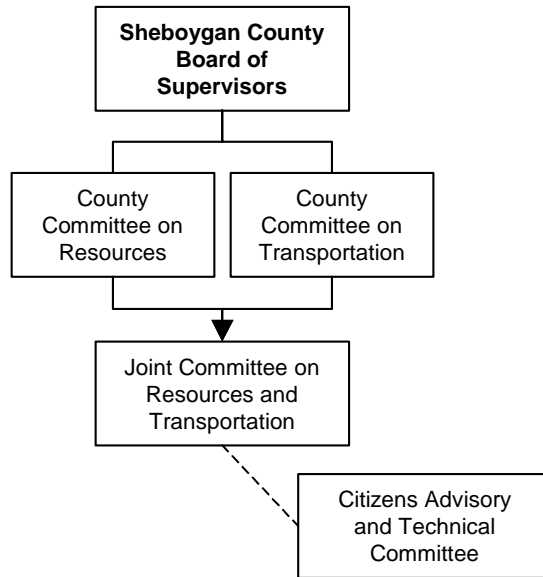 Sheboygan County
Board of
Supervisors
County
Committee on
Resources
County
Committee on
Transportation
Joint Committee on
Resources and
Transportation
Citizens Advisory
and Technical
Committee